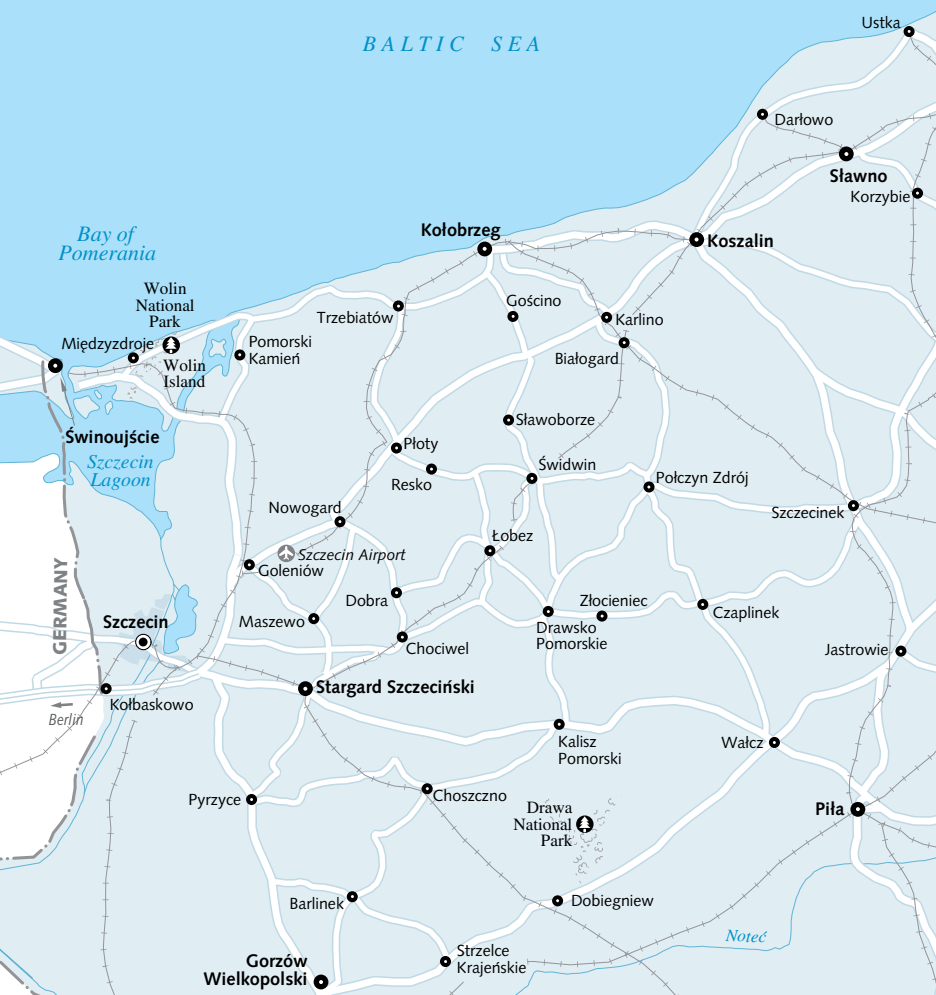 Ustka
BALTIC SEA
Darłowo
Sławno
Korzybie
Kołobrzeg
Koszalin
Bay of
Pomerania
Wolin
National
Park
Gościno
Trzebiatów
Karlino
Międzyzdroje
Pomorski
Kamień
Białogard
Wolin
Island
Świnoujście
Sławoborze
Płoty
Szczecin
Lagoon
Świdwin
Resko
Połczyn Zdrój
Nowogard
Szczecinek
Łobez
Szczecin Airport
Goleniów
GERMANY
Dobra
Złocieniec
Maszewo
Szczecin
Drawsko
Pomorskie
Czaplinek
Chociwel
Jastrowie
Stargard Szczeciński
Kołbaskowo
Berlin
Kalisz
Pomorski
Wałcz
Pyrzyce
Choszczno
Drawa
National
Park
Piła
Barlinek
Dobiegniew
Noteć
Strzelce
Krajeńskie
Gorzów
Wielkopolski